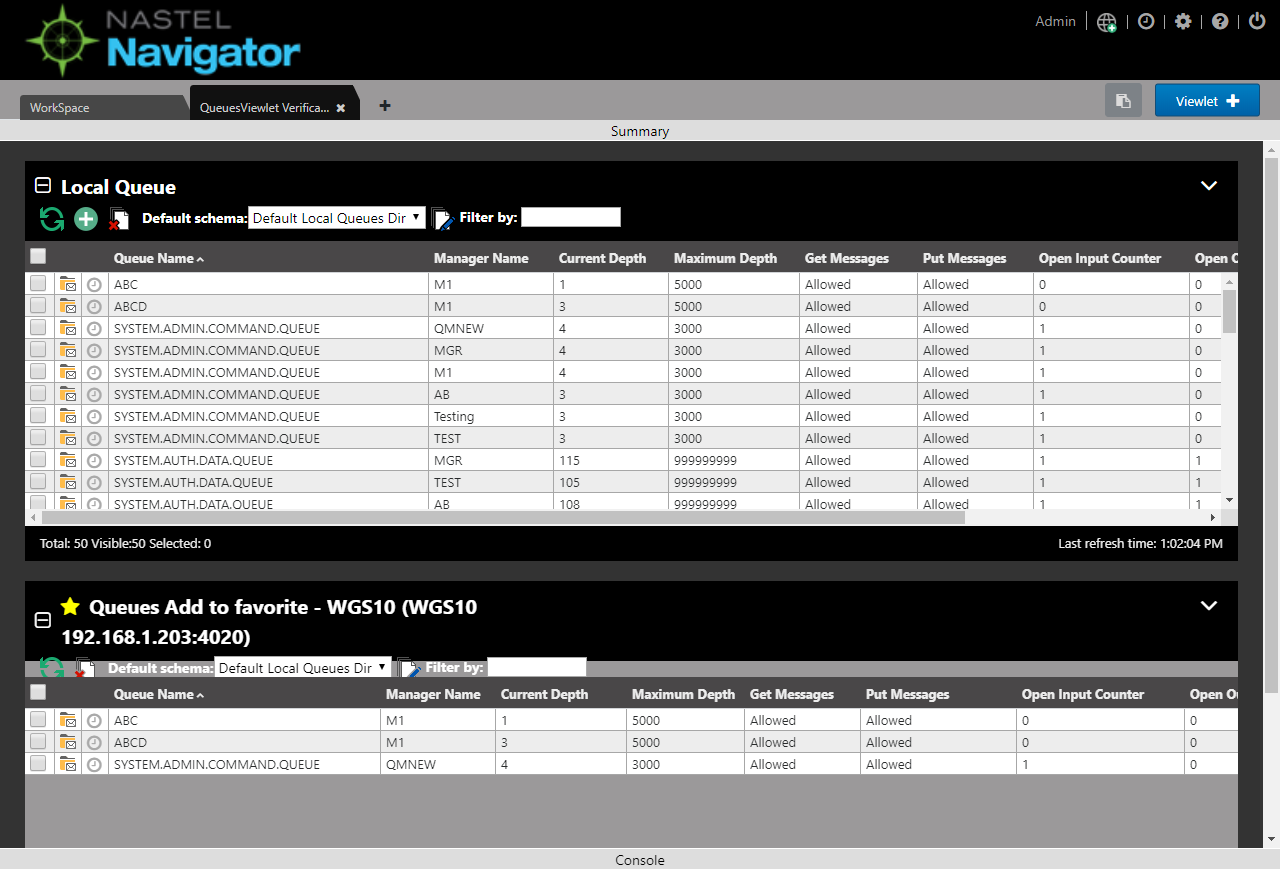 NASTEL
Navigator
Admin
WorkSpace
QueuesViewlet Verifica...
Viewlet
Summary
Local Queue
Default schema: Default Local Queues Dir Filter by:
Queue Name Manager Name Current Depth Maximum Depth Get Messages Put Messages Open Input Counter Open
ABC M1 1 5000 Allowed Allowed 0 0
ABCD M1 3 5000 Allowed Allowed 0 0
SYSTEM.ADMIN.COMMAND.QUEUE QMNEW 4 3000 Allowed Allowed 1 0
SYSTEM.ADMIN.COMMAND.QUEUE MGR 4 3000 Allowed Allowed 1 0
SYSTEM.ADMIN.COMMAND.QUEUE M1 4 3000 Allowed Allowed 1 0
SYSTEM.ADMIN.COMMAND.QUEUE AB 3 3000 Allowed Allowed 1 0
SYSTEM.ADMIN.COMMAND.QUEUE Testing 3 3000 Allowed Allowed 1 0
SYSTEM.ADMIN.COMMAND.QUEUE TEST 3 3000 Allowed Allowed 1 0
SYSTEM.AUTH.DATA.QUEUE MGR 115 999999999 Allowed Allowed 1 1
SYSTEM.AUTH.DATA.QUEUE TEST 105 999999999 Allowed Allowed 1 1
SYSTEM.AUTH.DATA.QUEUE AB 108 999999999 Allowed Allowed 1 1
Total: 50 Visible:50 Selected: 0 Last refresh time: 1:02:04 PM
Queues Add to favorite - WGS10 (WGS10
192.168.1.203:4020)
Default schema: Default Local Queues Dir Filter by:
Queue Name Manager Name Current Depth Maximum Depth Get Messages Put Messages Open Input Counter Open
ABC M1 1 5000 Allowed Allowed 0 0
ABCD M1 3 5000 Allowed Allowed 0 0
SYSTEM.ADMIN.COMMAND.QUEUE QMNEW 4 3000 Allowed Allowed 1 0
Console